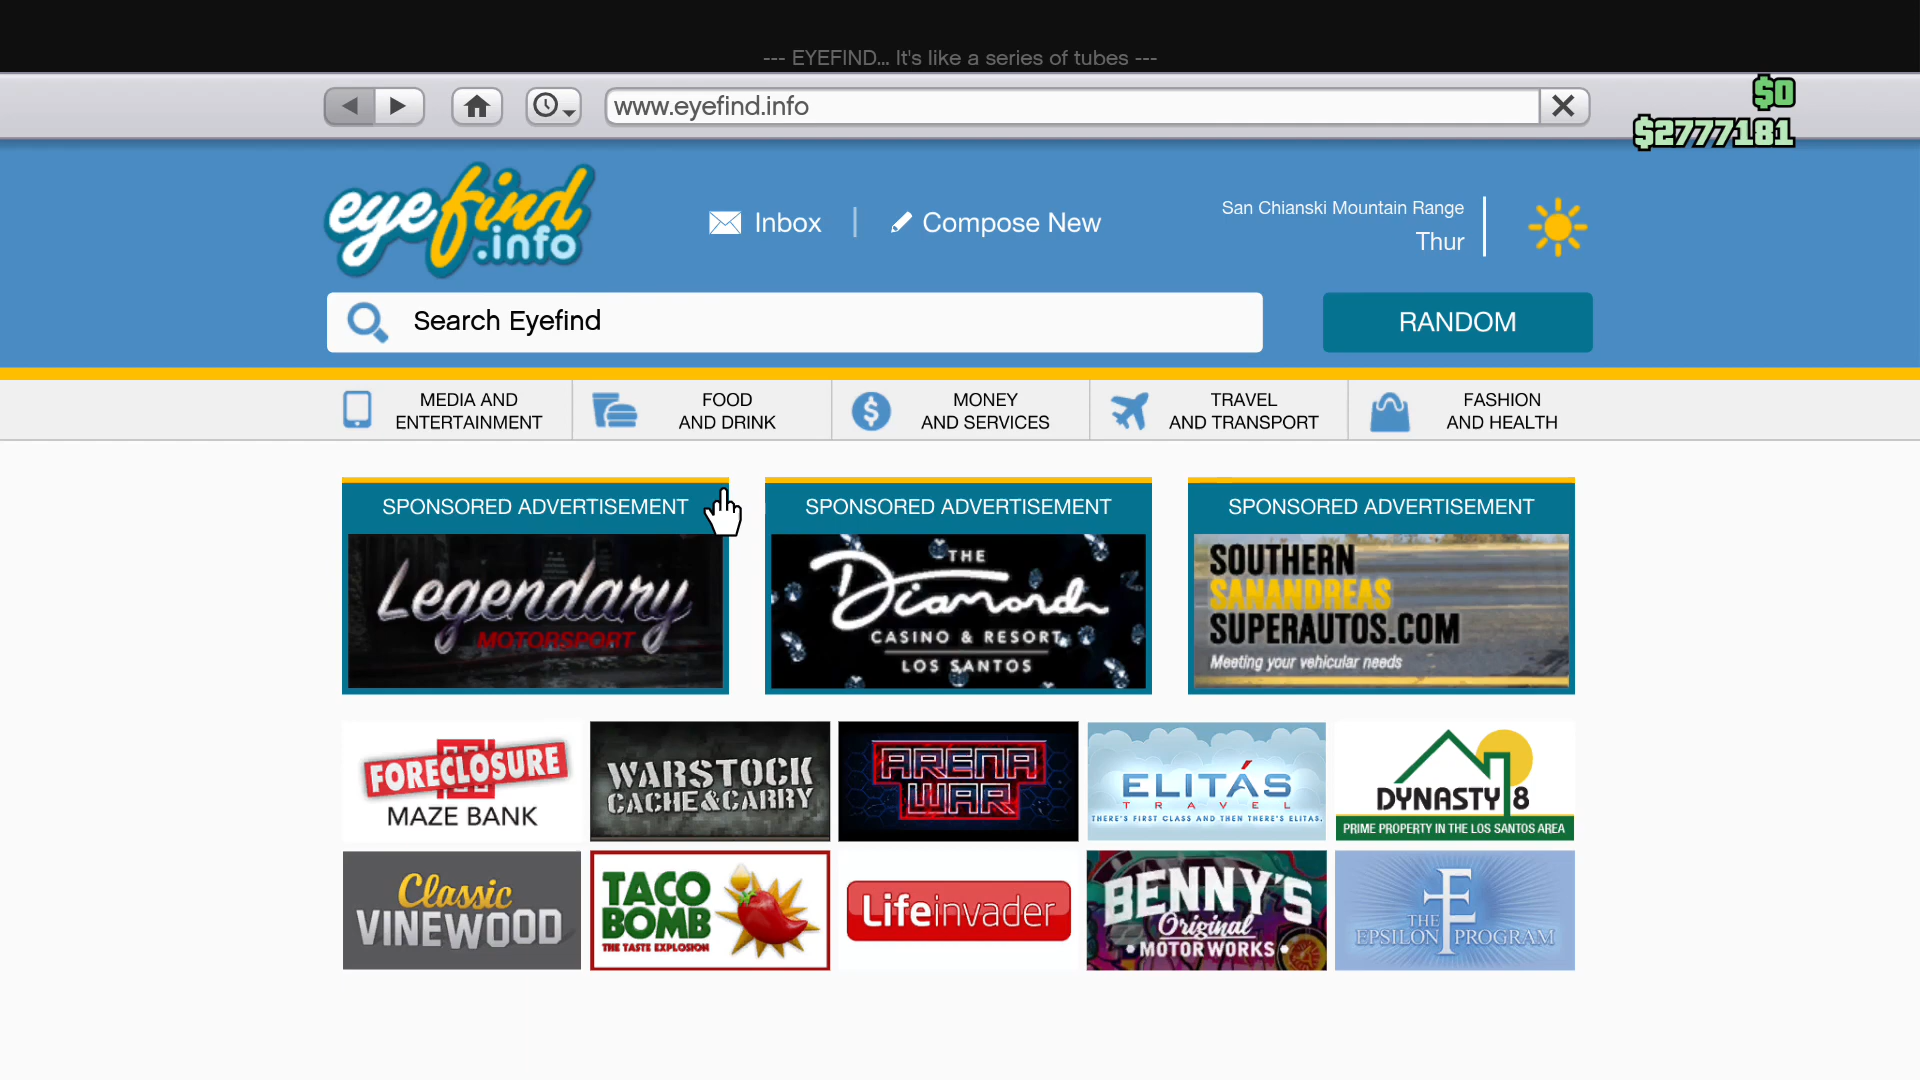 --- EYEFIND... It's like a series of tubes ---
$0
www.eyefind.info
$2777181
eyefind
.info
Inbox
Compose New
San Chianski Mountain Range
Thur
Search Eyefind
RANDOM
MEDIA AND
ENTERTAINMENT
FOOD
AND DRINK
MONEY
AND SERVICES
TRAVEL
AND TRANSPORT
FASHION
AND HEALTH
SPONSORED ADVERTISEMENT
Legendary
MOTORSPORT
SPONSORED ADVERTISEMENT
THE
Diamond
CASINO & RESORT
LOS SANTOS
SPONSORED ADVERTISEMENT
SOUTHERN
SANANDREAS
SUPERAUTOS.COM
Meeting your vehicular needs
FORECLOSURE
MAZE BANK
WARSTOCK
CACHE&CARRY
ARENA
WAR
ELITÁS
TRAVEL
THERE'S FIRST CLASS AND THEN THERE'S ELITAS.
DYNASTY 8
PRIME PROPERTY IN THE LOS SANTOS AREA
Classic
VINEWOOD
TACO
BOMB
THE TASTE EXPLOSION
Lifeinvader
BENNY'S
Original
MOTOR WORKS
THE
EPSILON PROGRAM